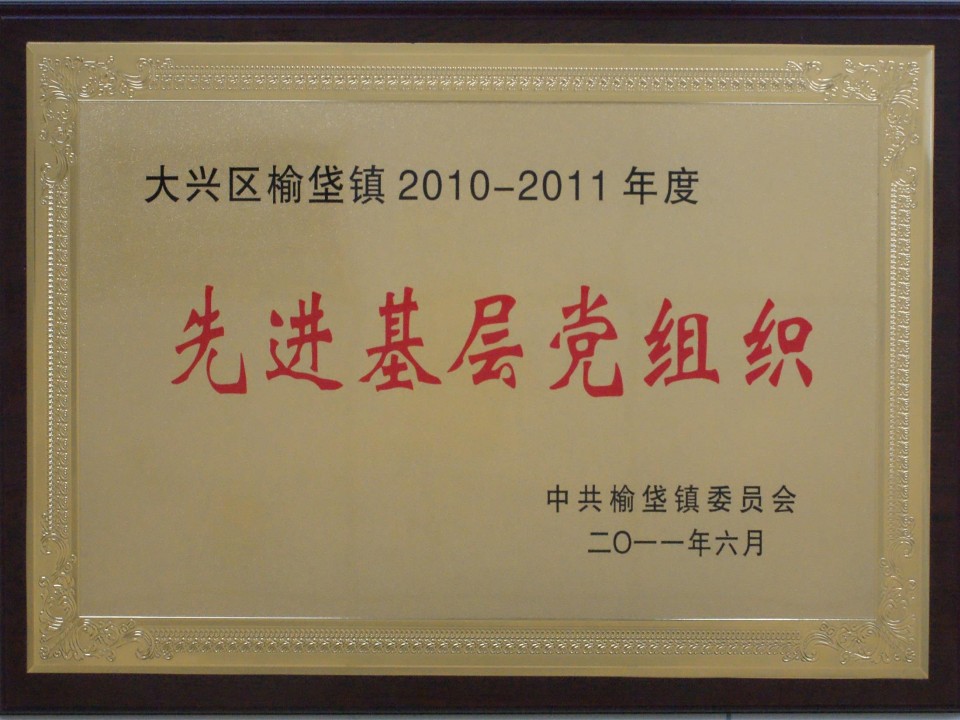 大兴区榆垡镇 2010-2011 年度
先进基层党组织
中共榆垡镇委员会
二〇一一年六月